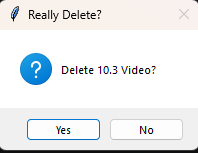 Really Delete?
Delete 10.3 Video?
Yes
No